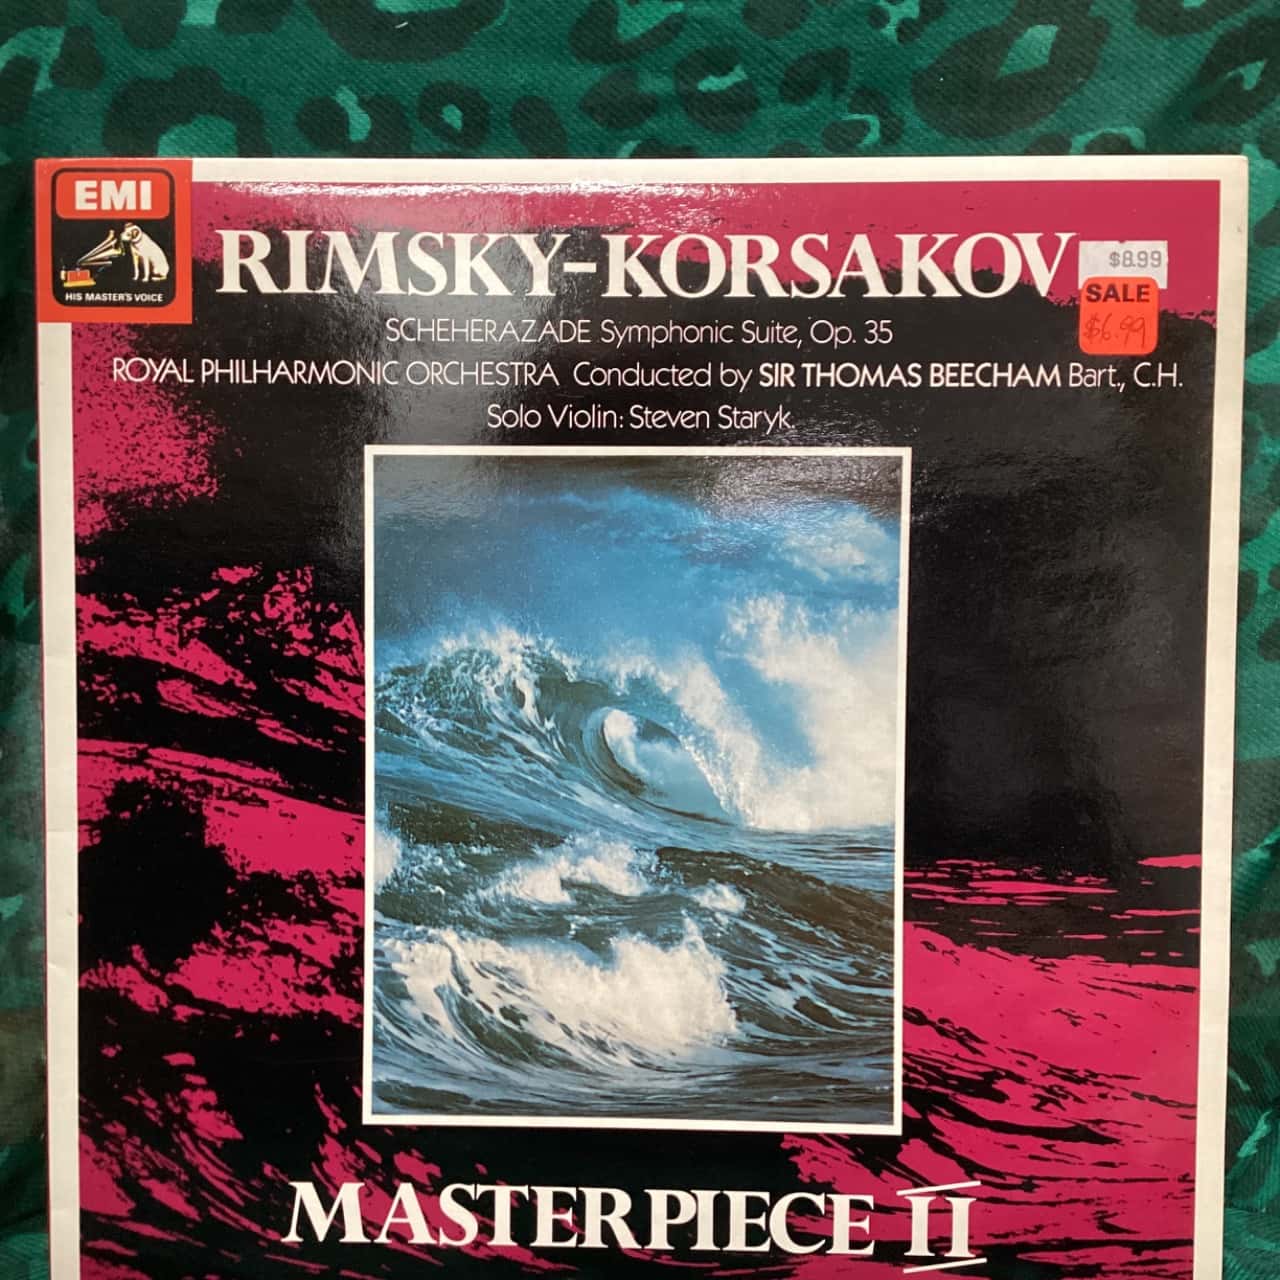 EMI
HIS MASTER'S VOICE
RIMSKY-KORSAKOV
$8.99
SALE
$6.99
SCHEHERAZADE Symphonic Suite, Op. 35
ROYAL PHILHARMONIC ORCHESTRA Conducted by SIR THOMAS BEECHAM Bart., C.H.
Solo Violin: Steven Staryk.
MASTERPIECE II